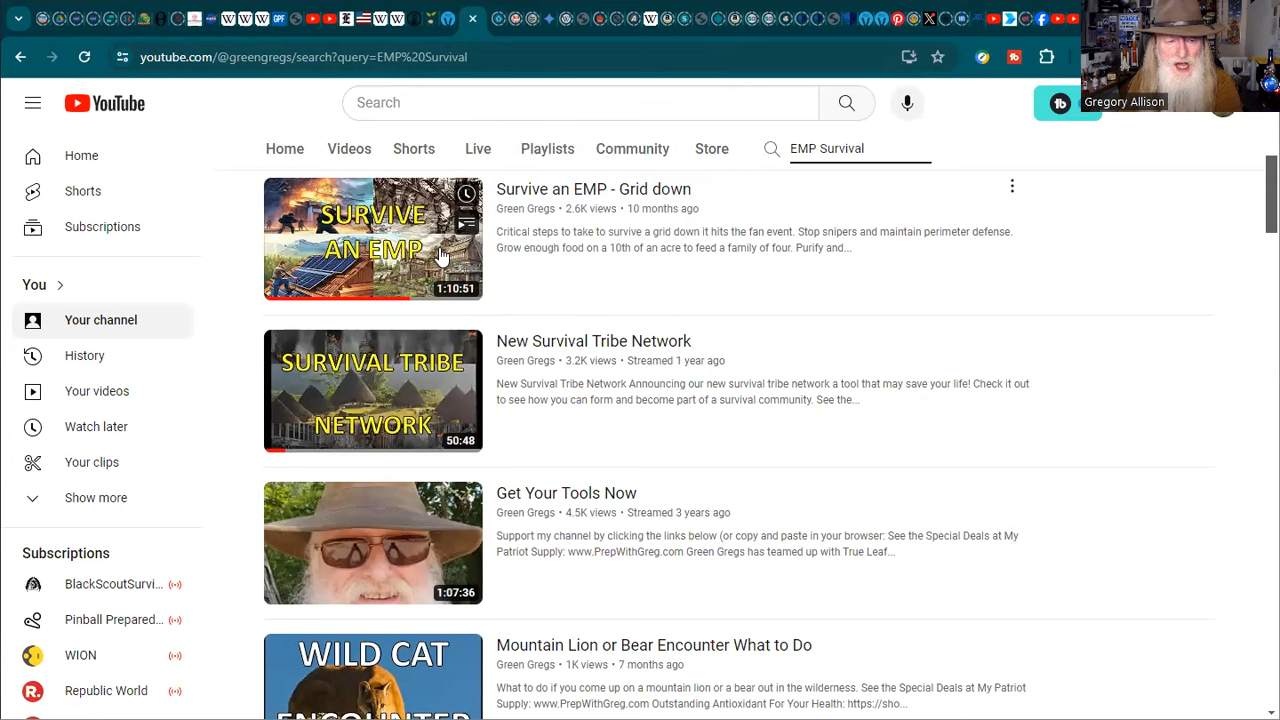 GPF
youtube.com/@greengregs/search?query=EMP%20Survival
Gregory Allison
YouTube
Search
Home
Videos
Shorts
Live
Playlists
Community
Store
EMP Survival
Home
Shorts
Subscriptions
You
Your channel
History
Your videos
Watch later
Your clips
Show more
Subscriptions
BlackScoutSurvi...
Pinball Prepared...
WION
Republic World
SURVIVE
AN EMP
1:10:51
Survive an EMP - Grid down
Green Gregs • 2.6K views • 10 months ago
Critical steps to take to survive a grid down it hits the fan event. Stop snipers and maintain perimeter defense.
Grow enough food on a 10th of an acre to feed a family of four. Purify and...
SURVIVAL TRIBE
NETWORK
50:48
New Survival Tribe Network
Green Gregs • 3.2K views • Streamed 1 year ago
New Survival Tribe Network Announcing our new survival tribe network a tool that may save your life! Check it out
to see how you can form and become part of a survival community. See the...
1:07:36
Get Your Tools Now
Green Gregs • 4.5K views • Streamed 3 years ago
Support my channel by clicking the links below (or copy and paste in your browser: See the Special Deals at My
Patriot Supply: www.PrepWithGreg.com Green Gregs has teamed up with True Leaf...
WILD CAT
ENCOUNTER
Mountain Lion or Bear Encounter What to Do
Green Gregs • 1K views • 7 months ago
What to do if you come up on a mountain lion or a bear out in the wilderness. See the Special Deals at My Patriot
Supply: www.PrepWithGreg.com Outstanding Antioxidant For Your Health: https://sho...